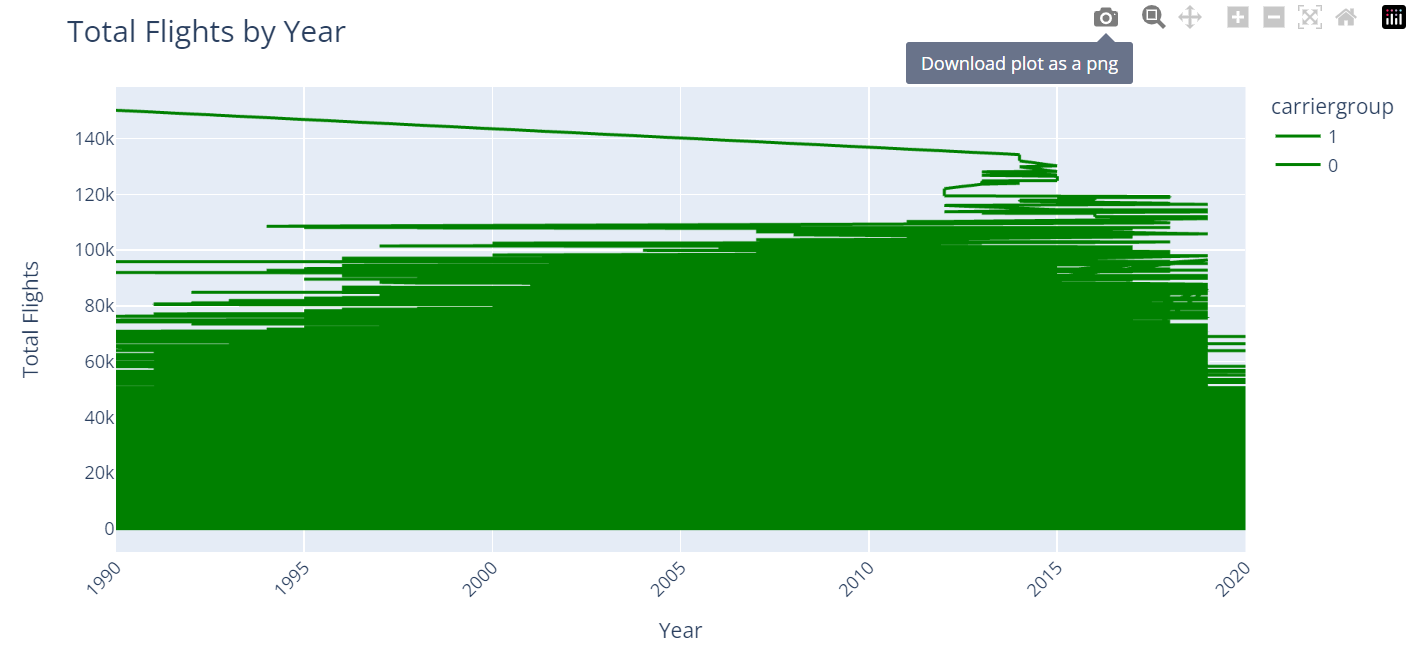 Total Flights by Year
Download plot as a png
carriergroup
1
0
Total Flights
140k
120k
100k
80k
60k
40k
20k
0
1990
1995
2000
2005
2010
2015
2020
Year